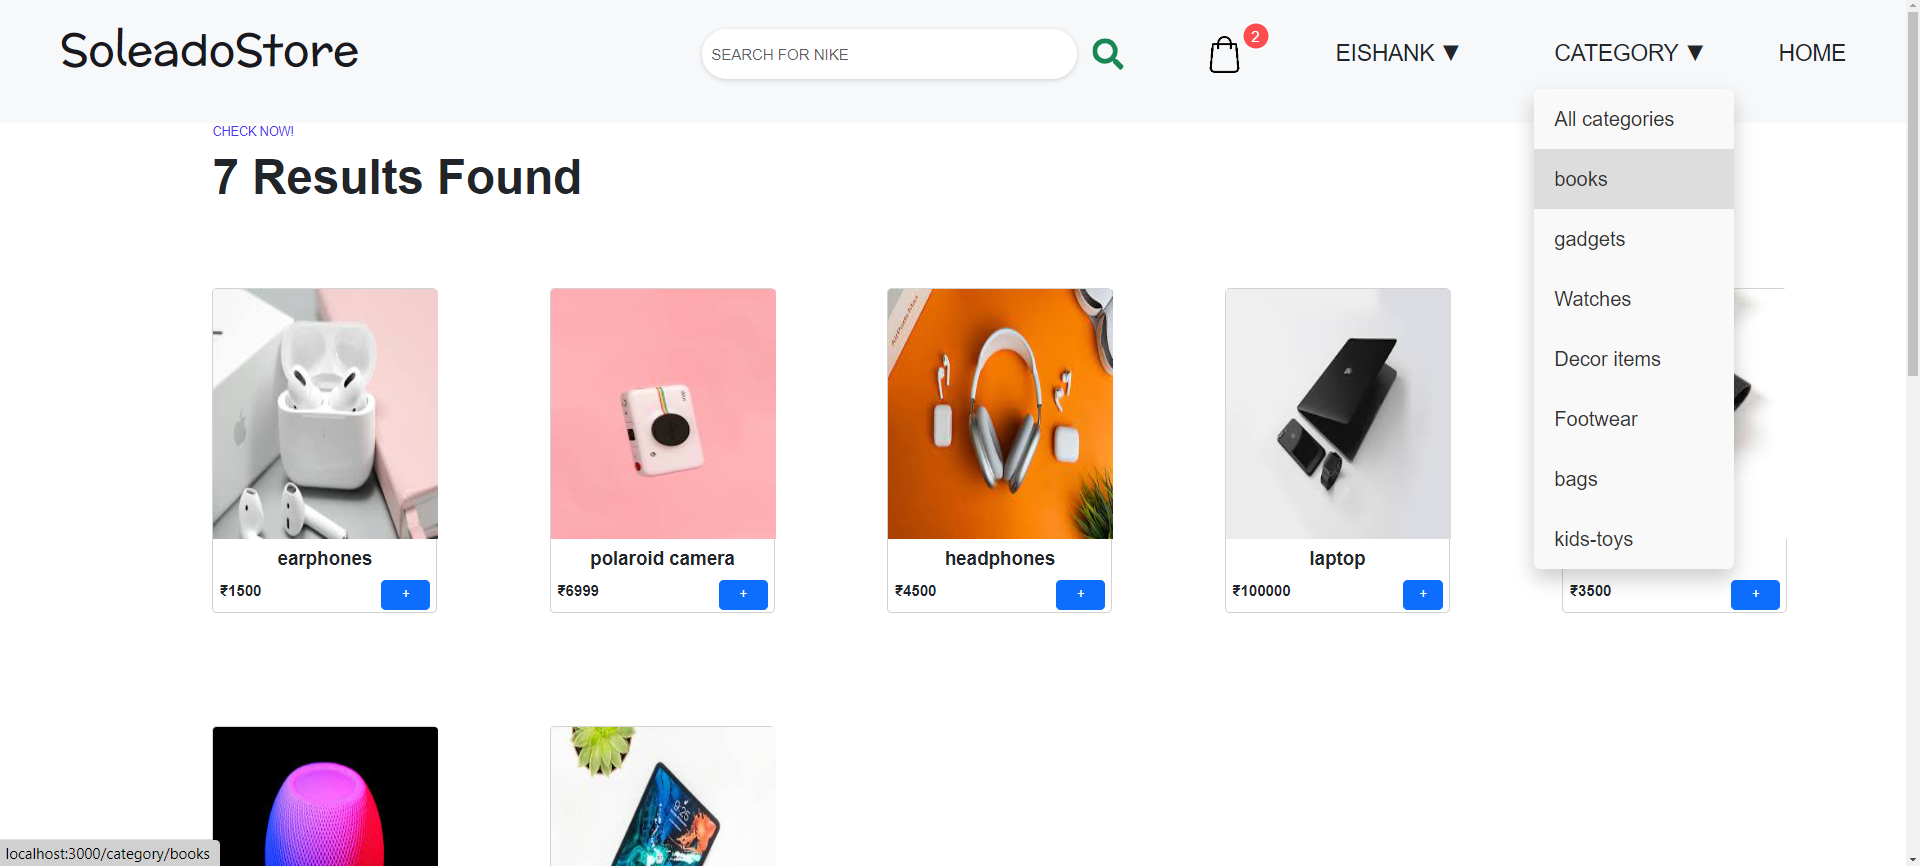 SoleadoStore
SEARCH FOR NIKE
2
EISHANK ▼
CATEGORY ▼
HOME
All categories
books
gadgets
Watches
Decor items
Footwear
bags
kids-toys
CHECK NOW!
7 Results Found
AirPods Max
earphones
₹1500
+
polaroid camera
₹6999
+
headphones
₹4500
+
laptop
₹100000
+
₹3500
+
localhost:3000/category/books